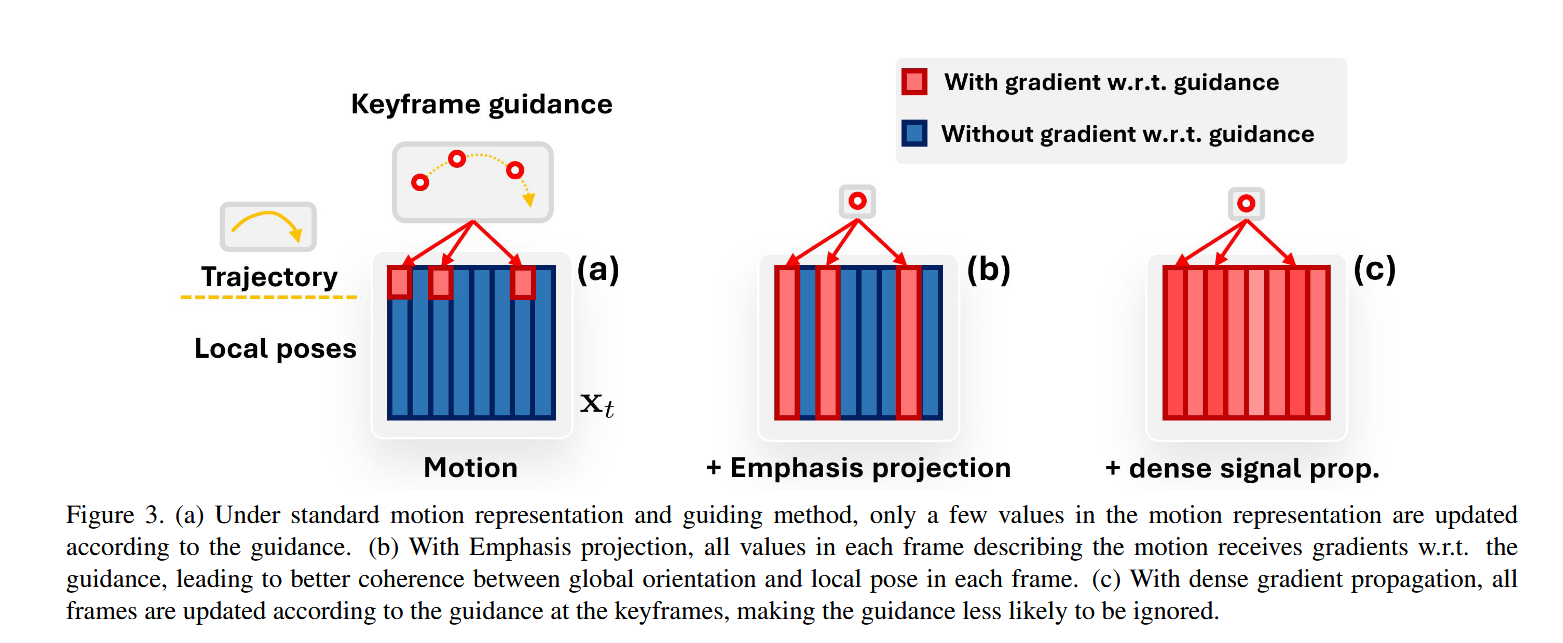 With gradient w.r.t. guidance
Without gradient w.r.t. guidance
Keyframe guidance
Trajectory
Local poses
(a)
(b)
(c)
xₜ
Motion
+ Emphasis projection
+ dense signal prop.
Figure 3. (a) Under standard motion representation and guiding method, only a few values in the motion representation are updated
according to the guidance. (b) With Emphasis projection, all values in each frame describing the motion receives gradients w.r.t. the
guidance, leading to better coherence between global orientation and local pose in each frame. (c) With dense gradient propagation, all
frames are updated according to the guidance at the keyframes, making the guidance less likely to be ignored.